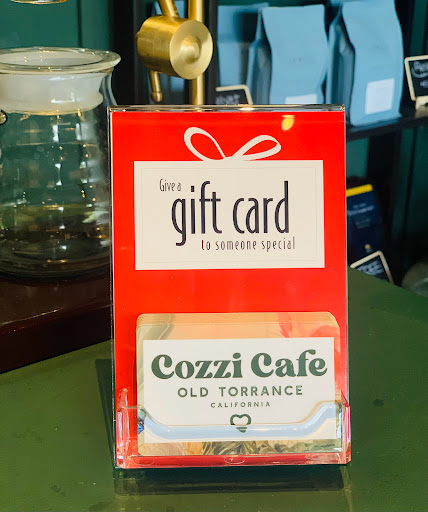 Give a
gift card
to someone special
Cozzi Cafe
OLD TORRANCE
CALIFORNIA